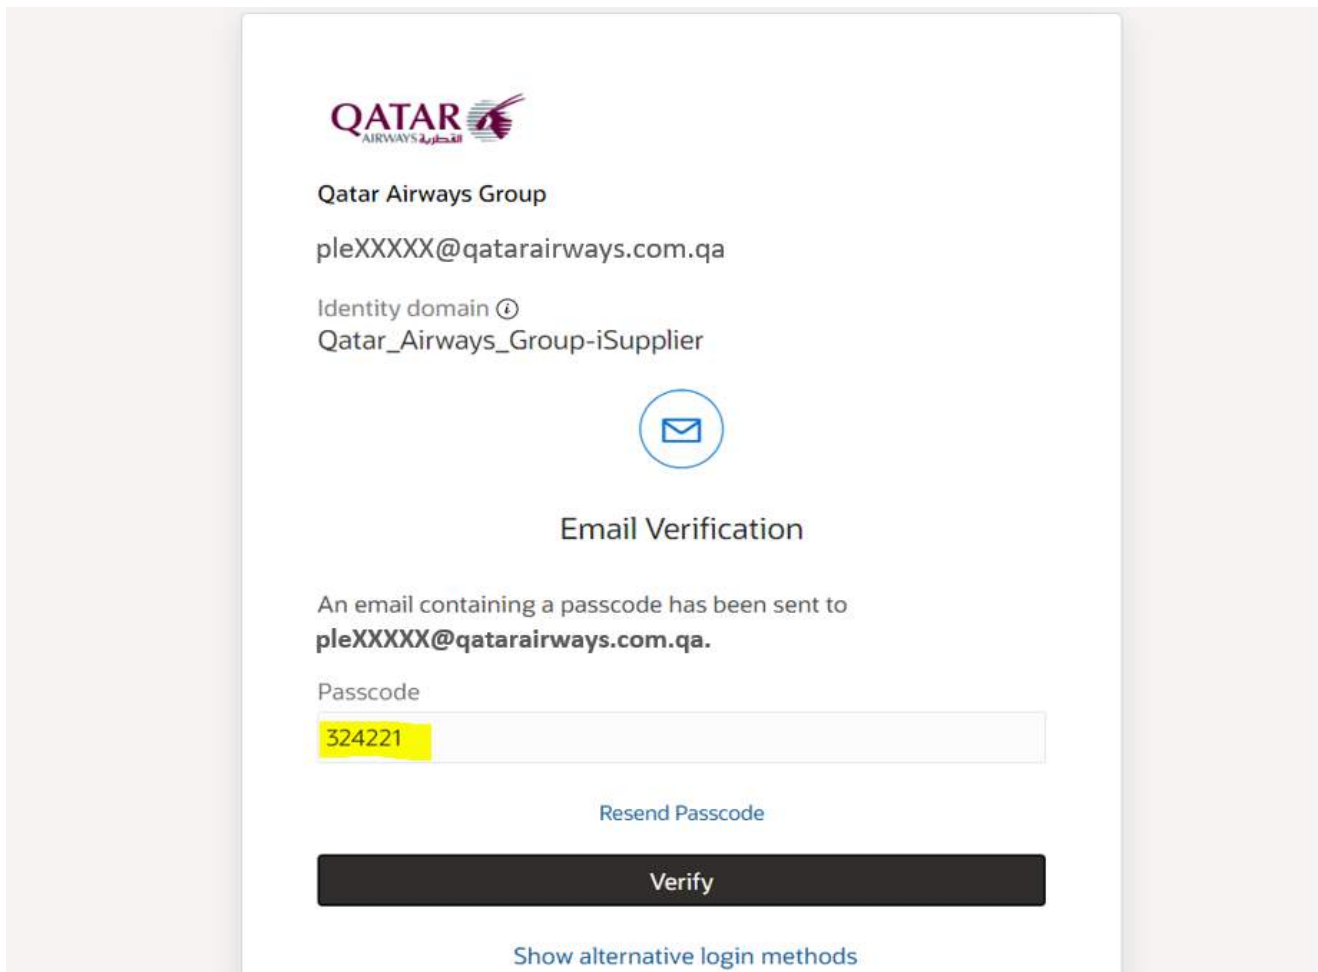 QATAR
AIRWAYS القطرية
Qatar Airways Group
pleXXXXX@qatarairways.com.qa
Identity domain
Qatar_Airways_Group-iSupplier
Email Verification
An email containing a passcode has been sent to
pleXXXXX@qatarairways.com.qa.
Passcode
324221
Resend Passcode
Verify
Show alternative login methods